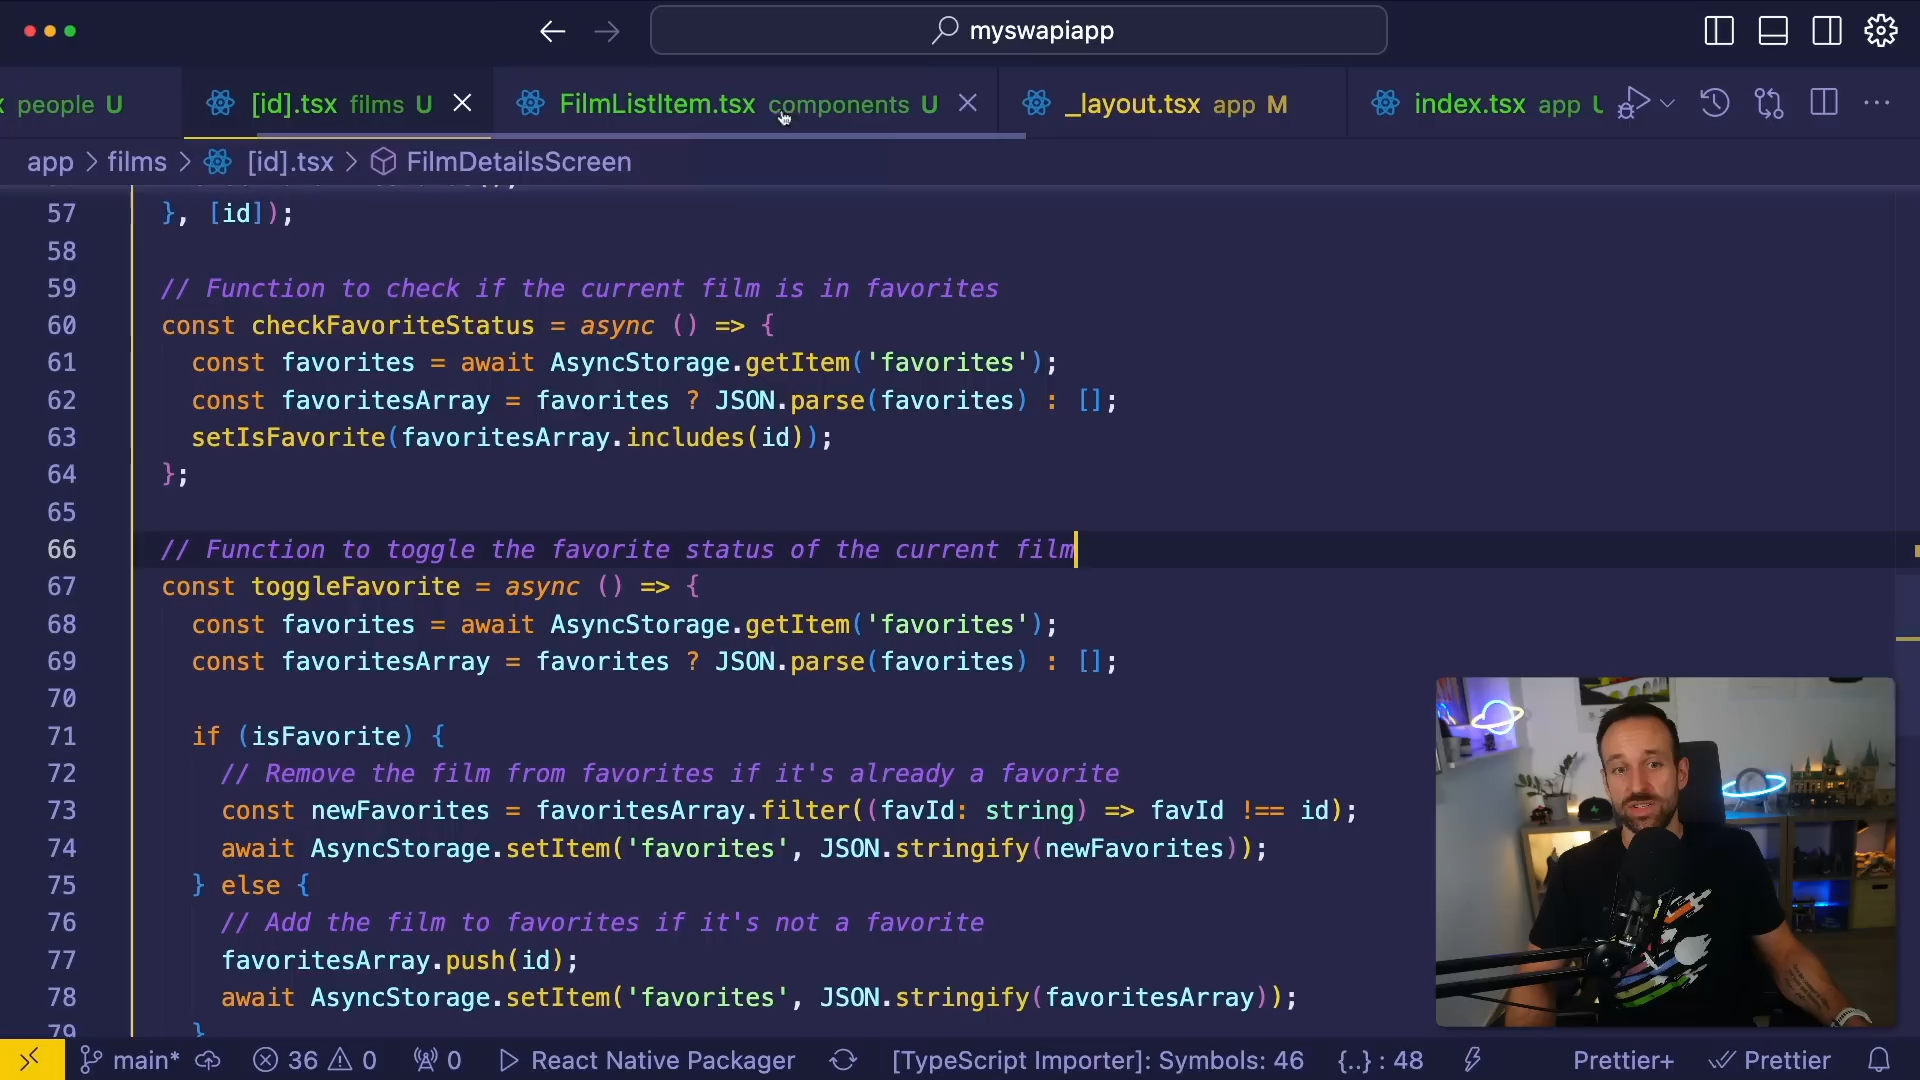 myswapiapp
people U
[id].tsx films U
FilmListItem.tsx components U
_layout.tsx app M
index.tsx app
app > films > [id].tsx > FilmDetailsScreen
57 }, [id]);
58
59 // Function to check if the current film is in favorites
60 const checkFavoriteStatus = async () => {
61 const favorites = await AsyncStorage.getItem('favorites');
62 const favoritesArray = favorites ? JSON.parse(favorites) : [];
63 setIsFavorite(favoritesArray.includes(id));
64 };
65
66 // Function to toggle the favorite status of the current film
67 const toggleFavorite = async () => {
68 const favorites = await AsyncStorage.getItem('favorites');
69 const favoritesArray = favorites ? JSON.parse(favorites) : [];
70
71 if (isFavorite) {
72 // Remove the film from favorites if it's already a favorite
73 const newFavorites = favoritesArray.filter((favId: string) => favId !== id);
74 await AsyncStorage.setItem('favorites', JSON.stringify(newFavorites));
75 } else {
76 // Add the film to favorites if it's not a favorite
77 favoritesArray.push(id);
78 await AsyncStorage.setItem('favorites', JSON.stringify(favoritesArray));
79 }
main* 36 0 0 React Native Packager [TypeScript Importer]: Symbols: 46 {..} : 48 Prettier+ Prettier